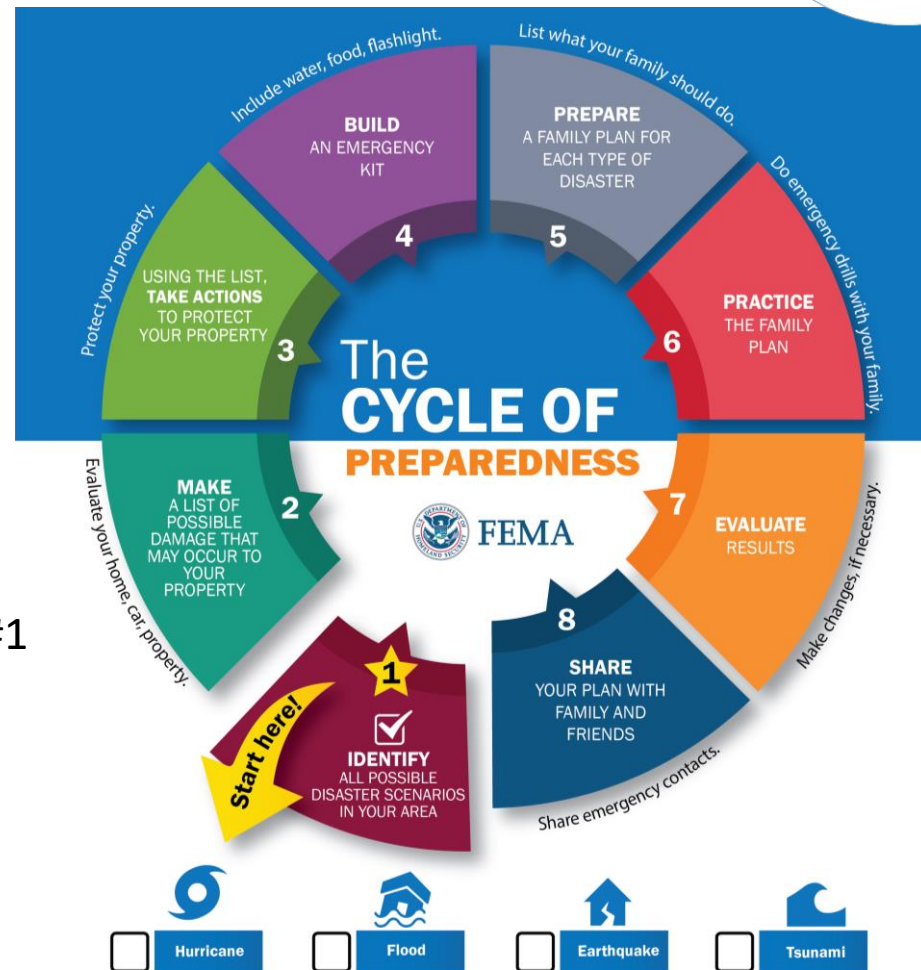 Include water, food, flashlight.
List what your family should do.
BUILD
AN EMERGENCY
KIT
4
PREPARE
A FAMILY PLAN FOR
EACH TYPE OF
DISASTER
5
Protect your property.
USING THE LIST,
TAKE ACTIONS
TO PROTECT
YOUR PROPERTY
3
Do emergency drills with your family.
PRACTICE
THE FAMILY
PLAN
6
The
CYCLE OF
PREPAREDNESS
FEMA
U.S. DEPARTMENT OF
HOMELAND SECURITY
Evaluate your home, car, property.
MAKE
A LIST OF
POSSIBLE
DAMAGE THAT
MAY OCCUR TO
YOUR
PROPERTY
2
7
EVALUATE
RESULTS
Make changes, if necessary.
#1
Start here!
1
IDENTIFY
ALL POSSIBLE
DISASTER SCENARIOS
IN YOUR AREA
8
SHARE
YOUR PLAN WITH
FAMILY AND
FRIENDS
Share emergency contacts.
Hurricane
Flood
Earthquake
Tsunami